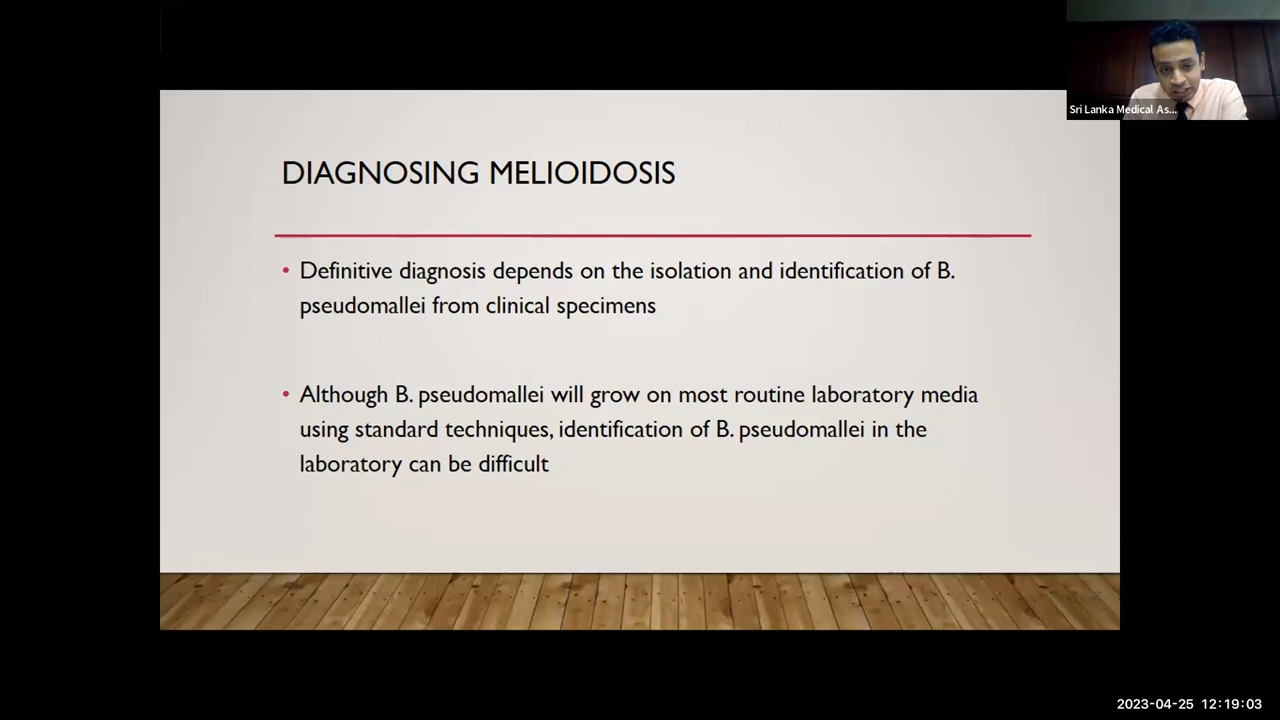 Sri Lanka Medical As...
DIAGNOSING MELIOIDOSIS
• Definitive diagnosis depends on the isolation and identification of B.
pseudomallei from clinical specimens
• Although B. pseudomallei will grow on most routine laboratory media
using standard techniques, identification of B. pseudomallei in the
laboratory can be difficult
2023-04-25 12:19:03